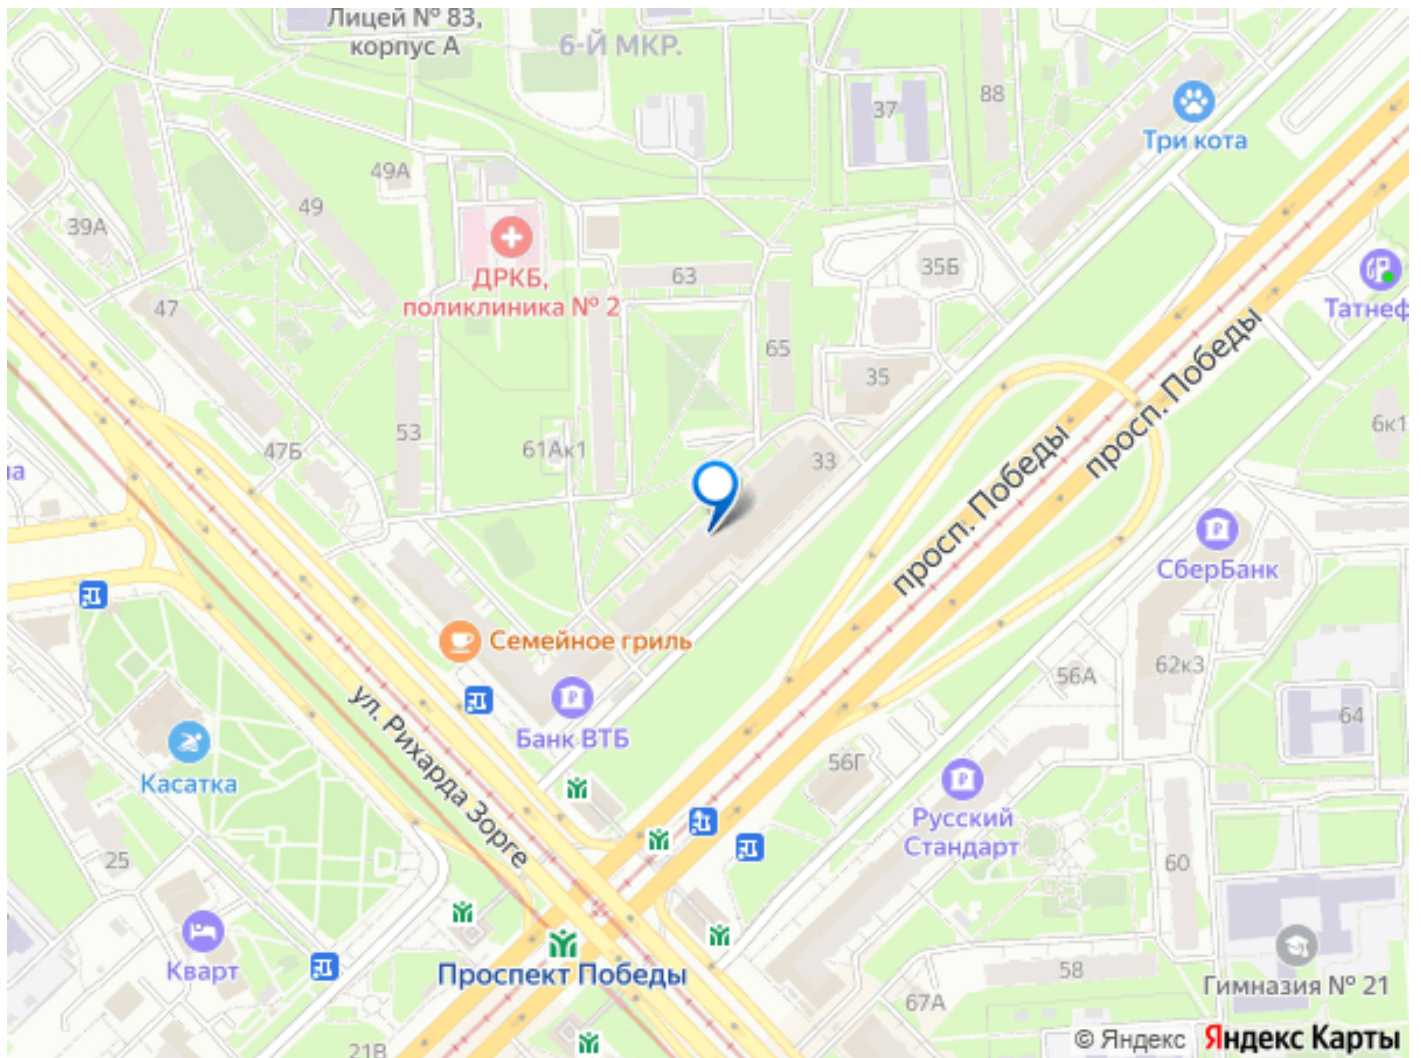 Лицей № 83,
корпус А
6-Й МКР.
88
37
Три кота
49А
49
39А
ДРКБ,
поликлиника № 2
35Б
63
47
Татнеф
просп. Победы
65
35
6к1
53
47Б
61Ак1
33
на
просп. Победы
СберБанк
Семейное гриль
62к3
56А
64
Банк ВТБ
ул. Рихарда Зорге
56Г
Касатка
Русский
Стандарт
25
60
Кварт
Проспект Победы
58
Гимназия № 21
67А
21В
© Яндекс
Яндекс Карты